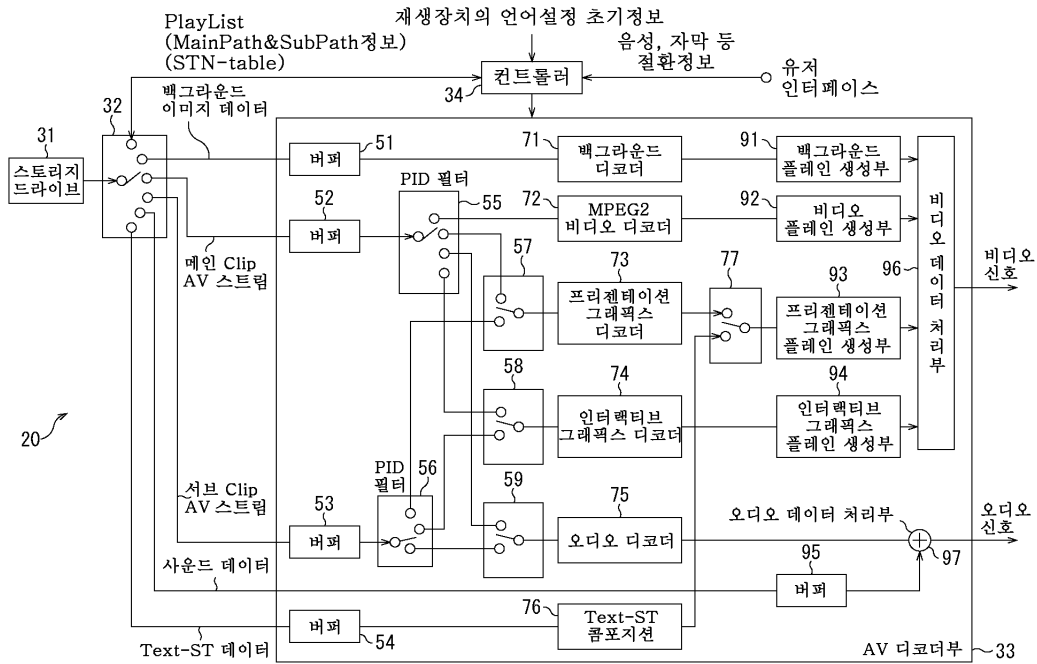 재생장치의 언어설정 초기정보
PlayList
(MainPath&SubPath정보)
(STN-table)
음성, 자막 등
절환정보
컨트롤러
34
유저
인터페이스
백그라운드
이미지 데이터
32
31
스토리지
드라이브
버퍼
51
71
백그라운드
디코더
91
백그라운드
플레인 생성부
PID 필터
55
52
버퍼
72
MPEG2
비디오 디코더
92
비디오
플레인 생성부
메인 Clip
AV 스트림
57
73
프리젠테이션
그래픽스
디코더
77
93
프리젠테이션
그래픽스
플레인 생성부
96
비디오 데이터 처리부
비디오
신호
58
74
인터랙티브
그래픽스 디코더
94
인터랙티브
그래픽스
플레인 생성부
20
서브 Clip
AV 스트림
PID
필터
56
53
버퍼
59
75
오디오 디코더
오디오 데이터 처리부
오디오
신호
97
사운드 데이터
95
버퍼
76
Text-ST
콤포지션
버퍼
54
Text-ST 데이터
AV 디코더부
33